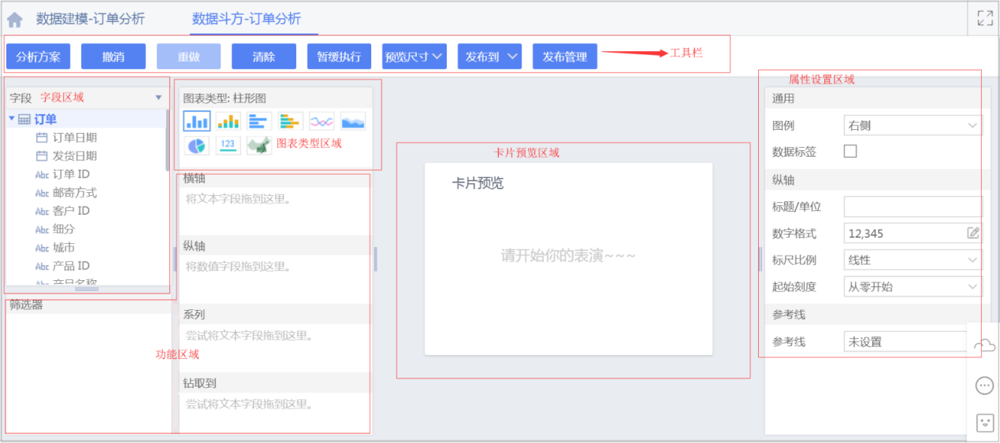 数据建模-订单分析
数据斗方-订单分析
分析方案
撤消
重做
清除
暂缓执行
预览尺寸
发布到
发布管理
工具栏
字段
字段区域
订单
订单日期
发货日期
Abc 订单 ID
Abc 邮寄方式
Abc 客户 ID
Abc 细分
Abc 城市
Abc 产品 ID
Abc 产品名称
筛选器
图表类型: 柱形图
123
图表类型区域
横轴
将文本字段拖到这里。
纵轴
将数值字段拖到这里。
系列
尝试将文本字段拖到这里。
功能区域
钻取到
尝试将文本字段拖到这里。
卡片预览区域
卡片预览
请开始你的表演~~~
属性设置区域
通用
图例
右侧
数据标签
纵轴
标题/单位
数字格式
12,345
标尺比例
线性
起始刻度
从零开始
参考线
参考线
未设置